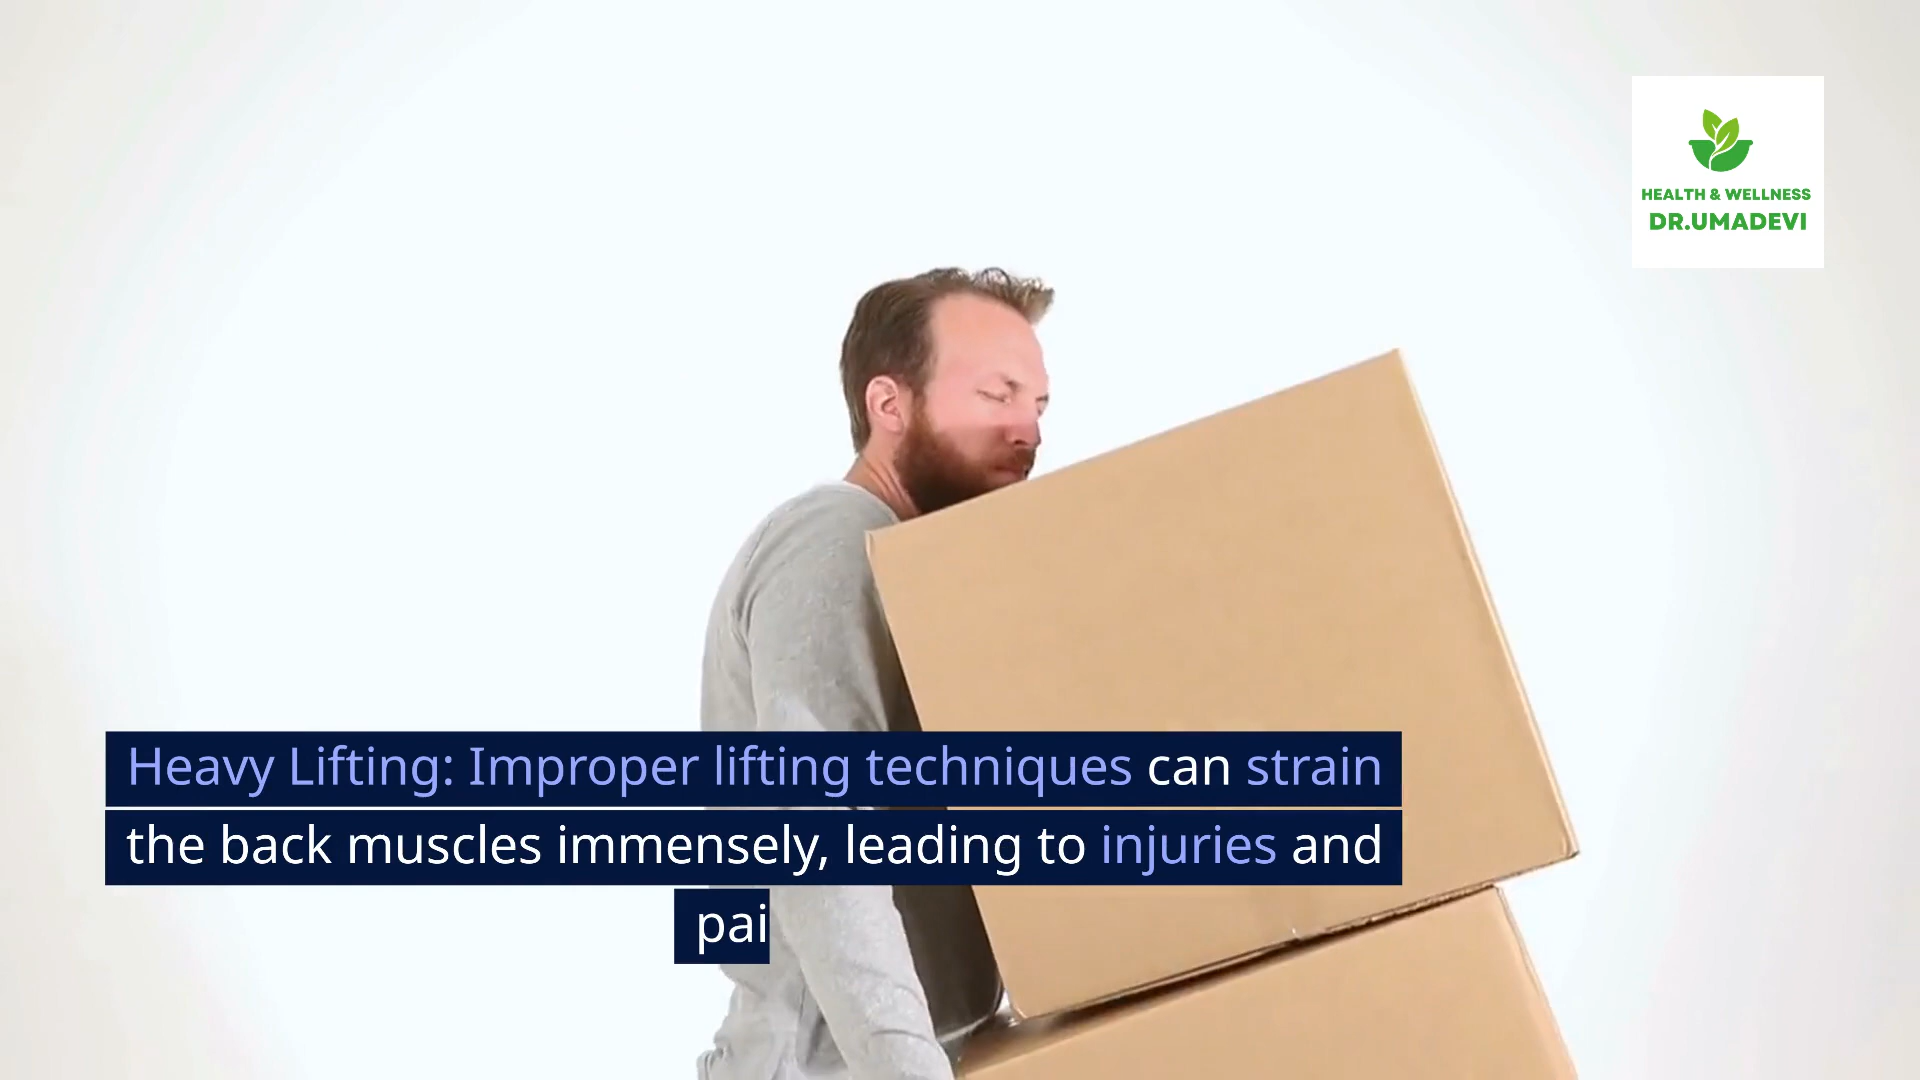 HEALTH & WELLNESS
DR.UMADEVI
Heavy Lifting: Improper lifting techniques can strain
the back muscles immensely, leading to injuries and
pai